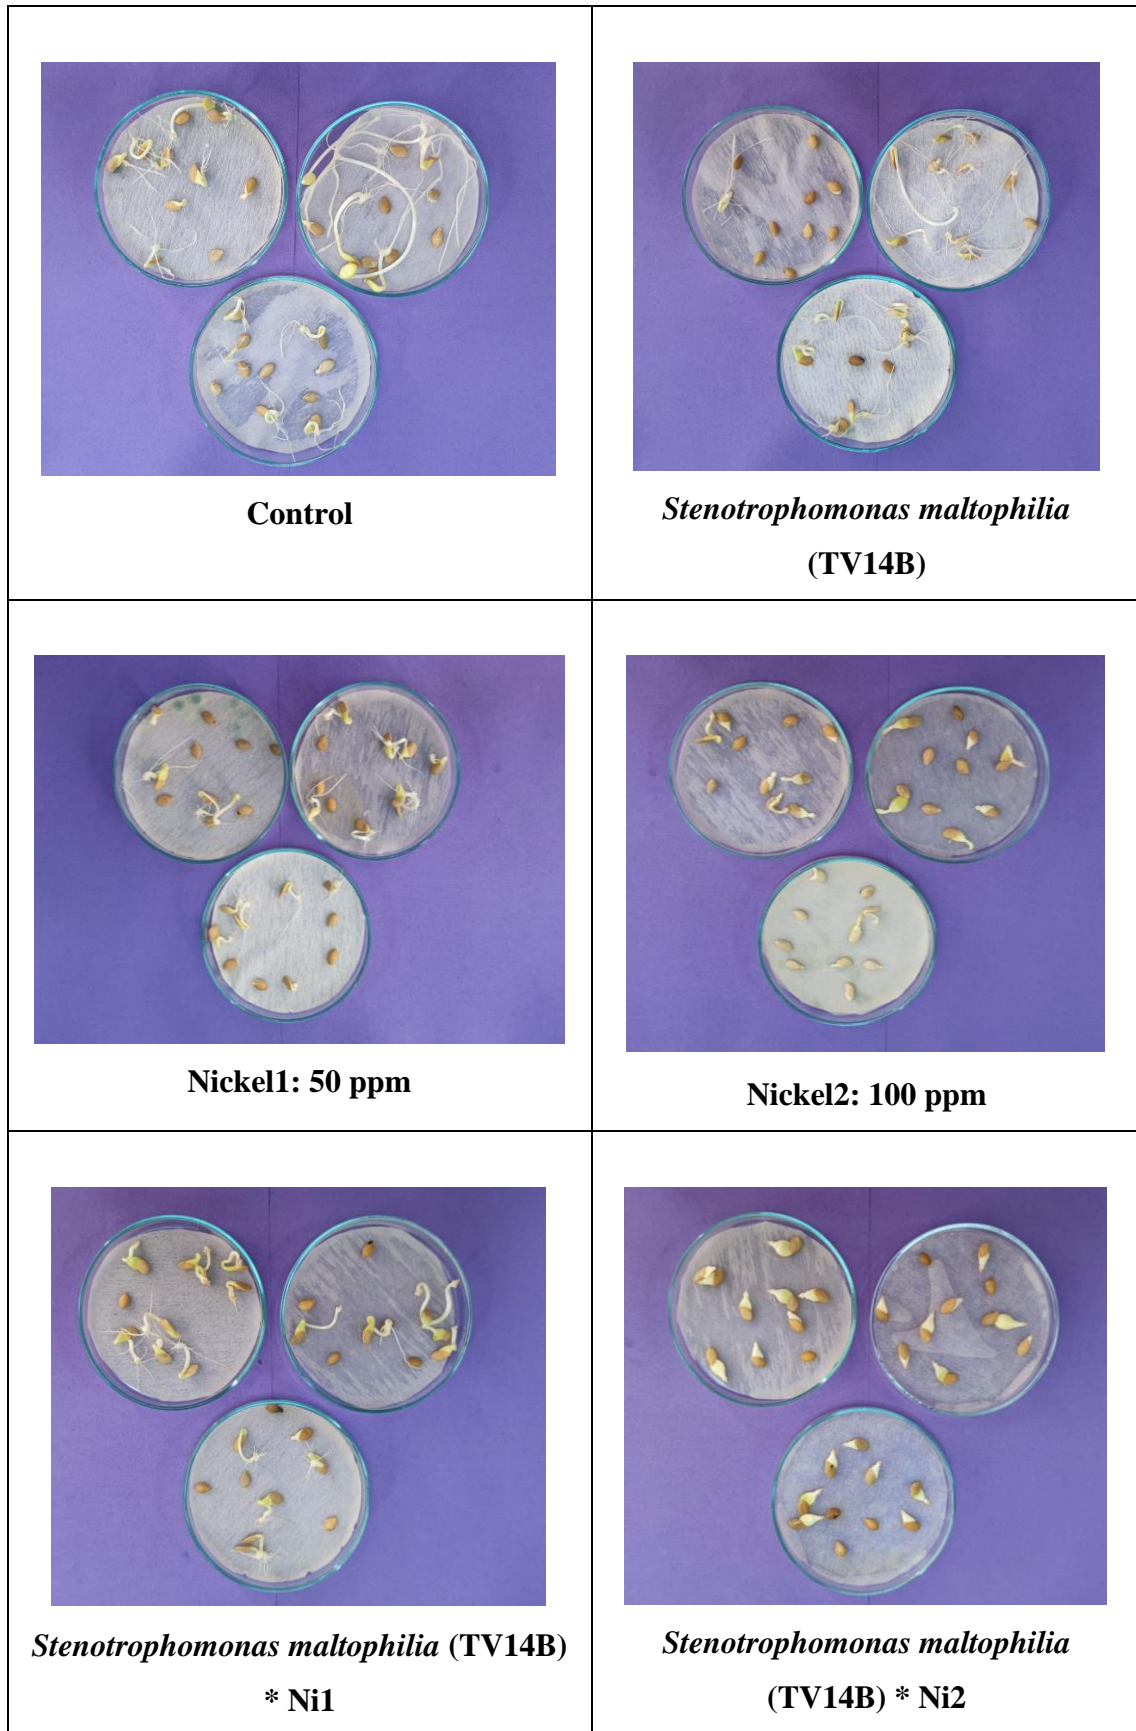 Control
Stenotrophomonas maltophilia
(TV14B)
Nickel1: 50 ppm
Nickel2: 100 ppm
Stenotrophomonas maltophilia (TV14B)
* Ni1
Stenotrophomonas maltophilia
(TV14B) * Ni2